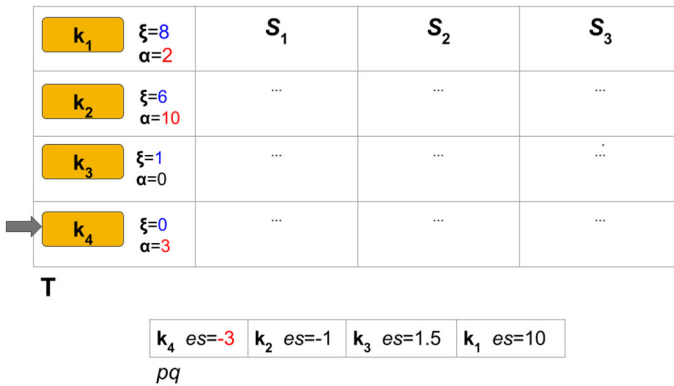 k₁ ξ=8 S₁ S₂ S₃
α=2
k₂ ξ=6 ... ... ...
α=10
k₃ ξ=1 ... ... ...
α=0
k₄ ξ=0 ... ... ...
α=3
T
k₄ es=-3 k₂ es=-1 k₃ es=1.5 k₁ es=10
pq